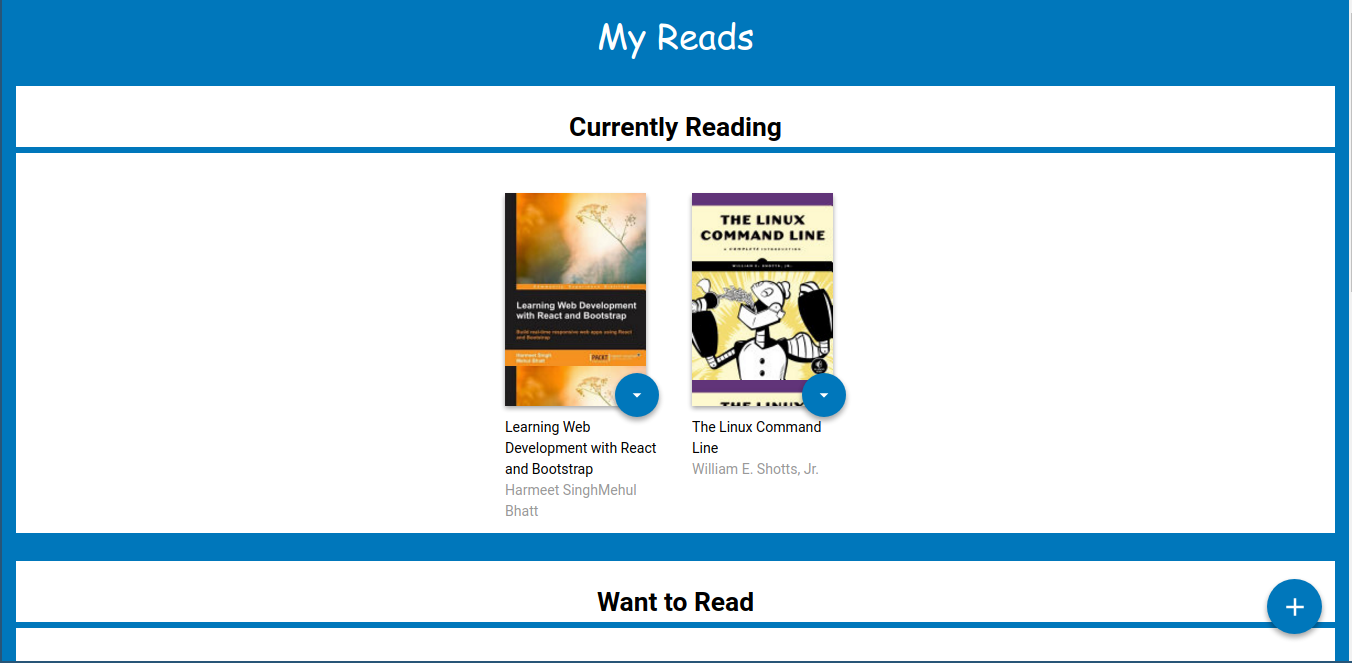 My Reads
Currently Reading
Learning Web Development
with React and Bootstrap
Build real-time responsive web apps using React
and Bootstrap
Harmeet Singh
Mehul Bhatt
PACKT
THE LINUX
COMMAND LINE
A COMPLETE INTRODUCTION
WILLIAM E. SHOTTS, JR.
THE LINUX
Learning Web
Development with React
and Bootstrap
Harmeet SinghMehul
Bhatt
The Linux Command
Line
William E. Shotts, Jr.
Want to Read